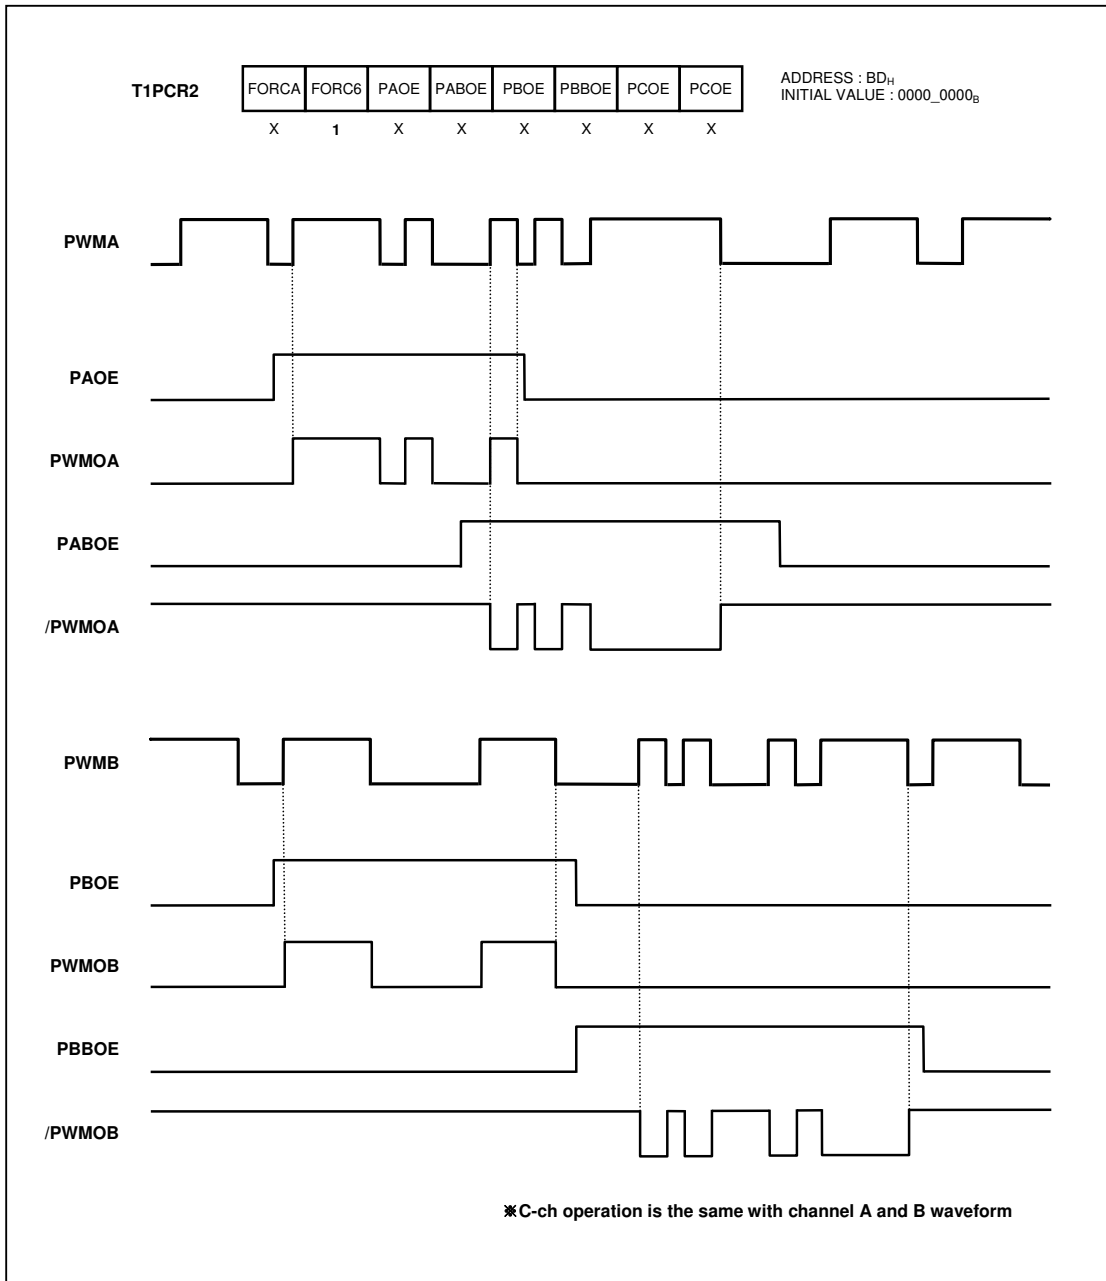 T1PCR2 FORCA FORC6 PAOE PABOE PBOE PBBOE PCOE PCOE ADDRESS : BDH
INITIAL VALUE : 0000_0000B
X 1 X X X X X X
PWMA
PAOE
PWMOA
PABOE
/PWMOA
PWMB
PBOE
PWMOB
PBBOE
/PWMOB
※C-ch operation is the same with channel A and B waveform